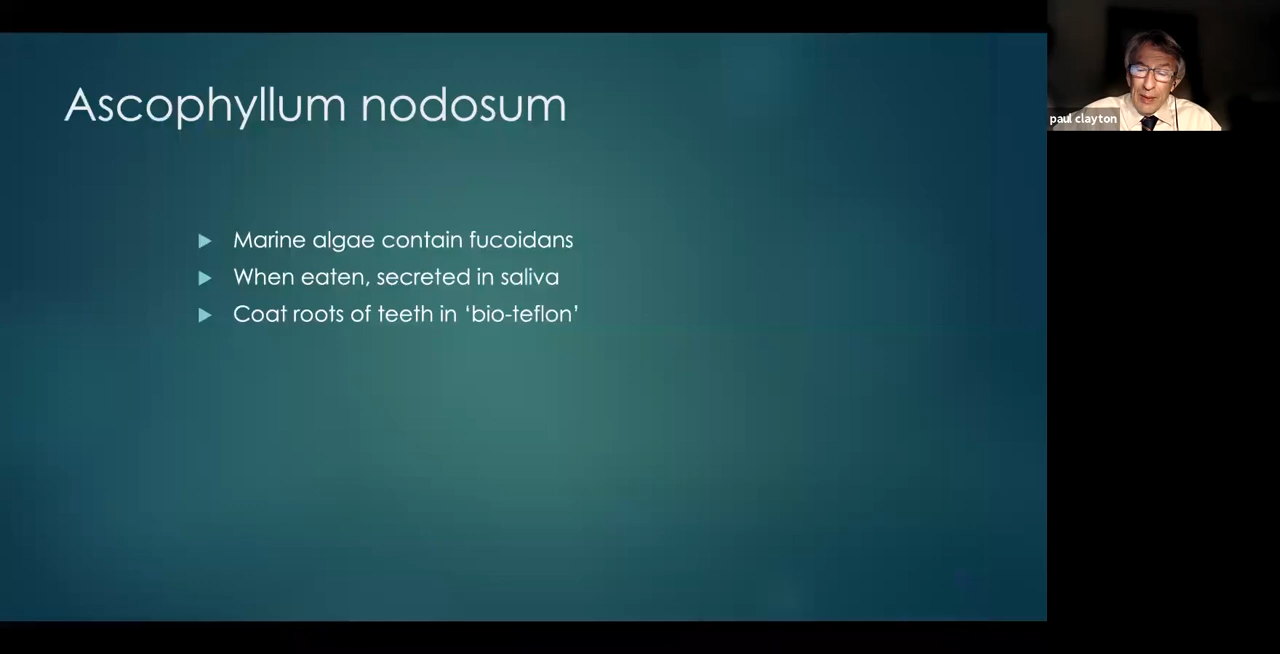 Ascophyllum nodosum
Marine algae contain fucoidans
When eaten, secreted in saliva
Coat roots of teeth in ‘bio-teflon’
paul clayton